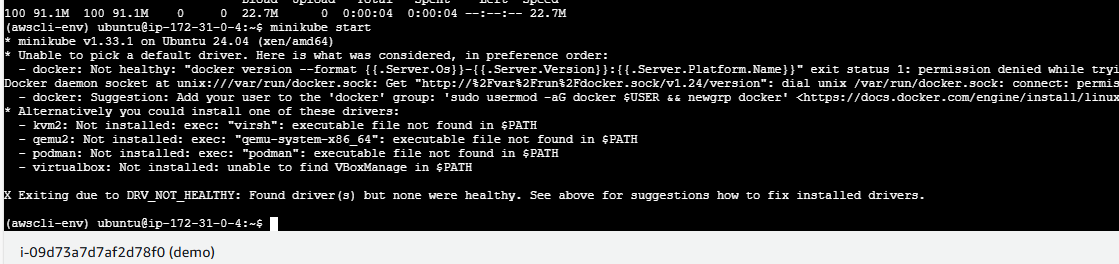 Dload Upload Total Spent Left Speed
100 91.1M 100 91.1M 0 0 22.7M 0 0:00:04 0:00:04 --:--:-- 22.7M
(awscli-env) ubuntu@ip-172-31-0-4:~$ minikube start
* minikube v1.33.1 on Ubuntu 24.04 (xen/amd64)
* Unable to pick a default driver. Here is what was considered, in preference order:
- docker: Not healthy: "docker version --format {{.Server.Os}}-{{.Server.Version}}:{{.Server.Platform.Name}}" exit status 1: permission denied while tryi
Docker daemon socket at unix:///var/run/docker.sock: Get "http://%2Fvar%2Frun%2Fdocker.sock/v1.24/version": dial unix /var/run/docker.sock: connect: permis
- docker: Suggestion: Add your user to the 'docker' group: 'sudo usermod -aG docker $USER && newgrp docker' <https://docs.docker.com/engine/install/linux
* Alternatively you could install one of these drivers:
- kvm2: Not installed: exec: "virsh": executable file not found in $PATH
- qemu2: Not installed: exec: "qemu-system-x86_64": executable file not found in $PATH
- podman: Not installed: exec: "podman": executable file not found in $PATH
- virtualbox: Not installed: unable to find VBoxManage in $PATH
X Exiting due to DRV_NOT_HEALTHY: Found driver(s) but none were healthy. See above for suggestions how to fix installed drivers.
(awscli-env) ubuntu@ip-172-31-0-4:~$
i-09d73a7d7af2d78f0 (demo)